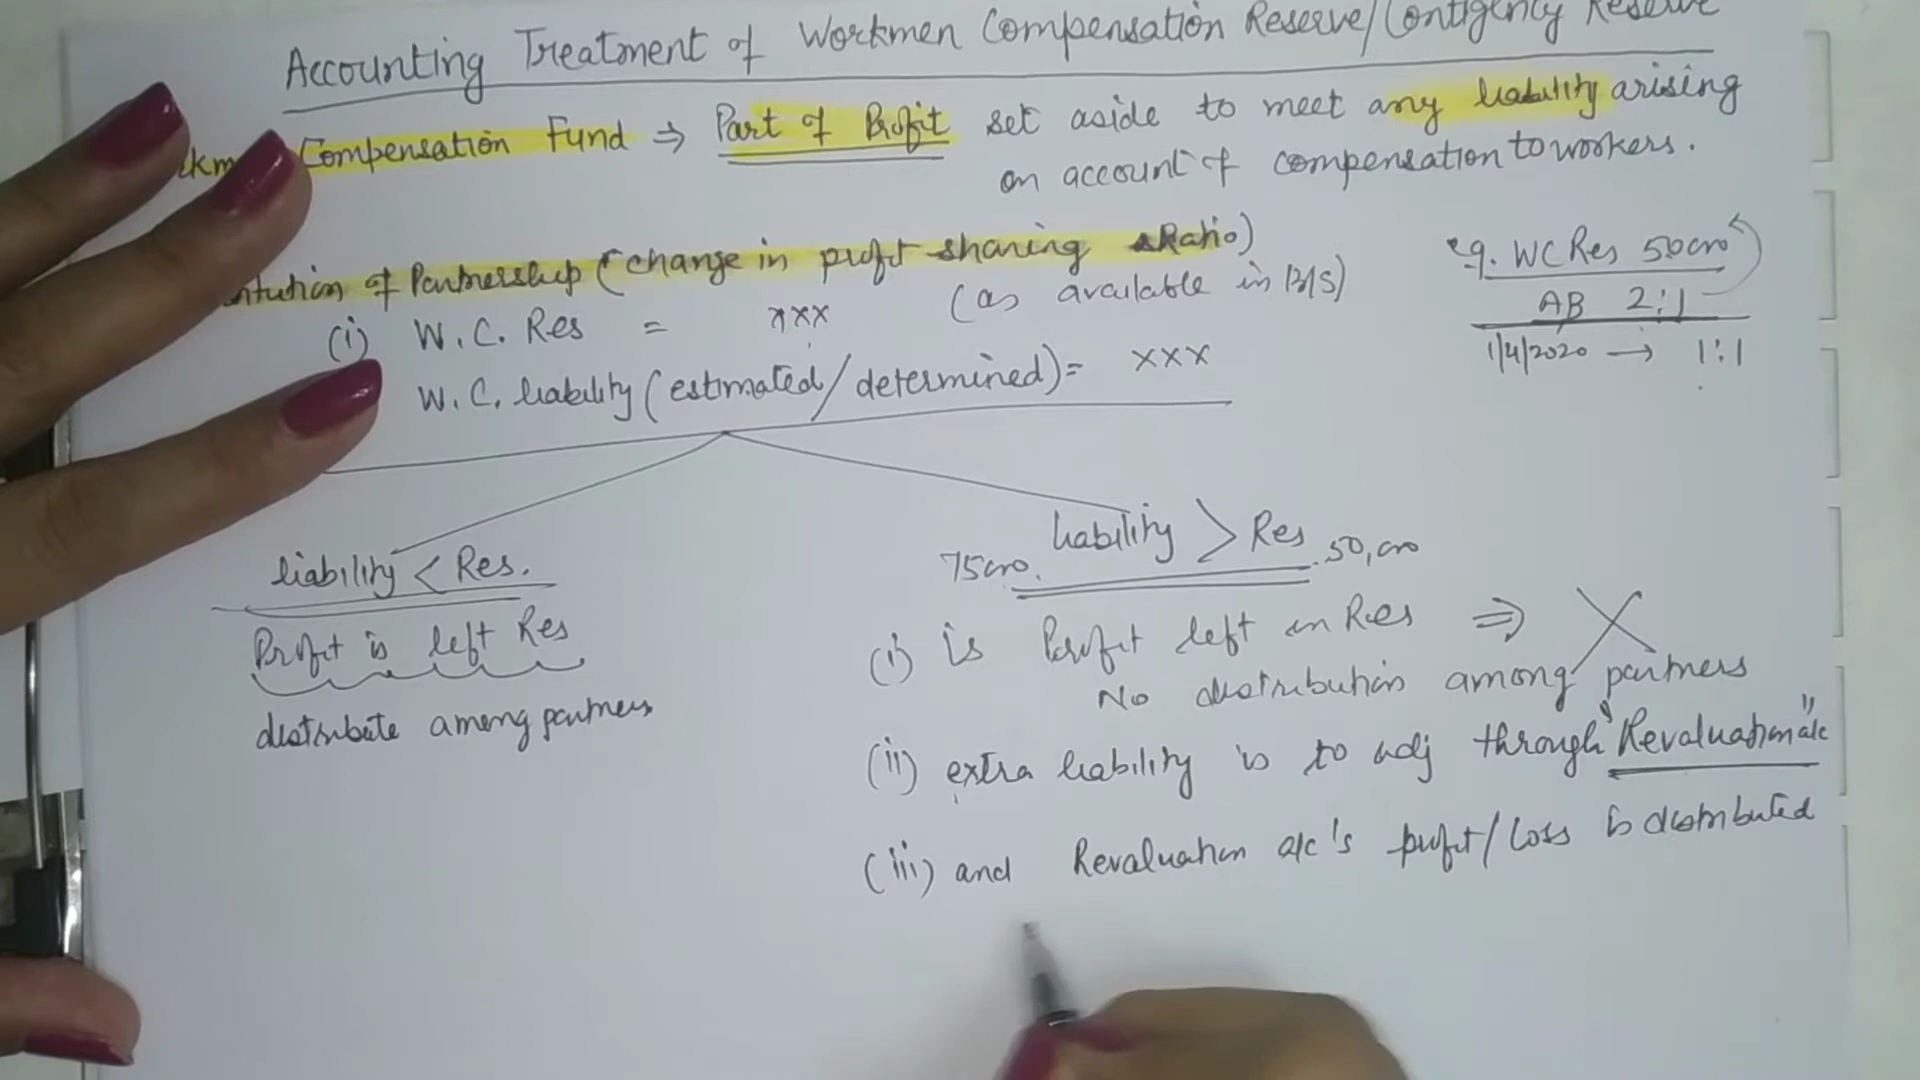 Accounting Treatment of Workmen Compensation Reserve/Contigency Reserve
Compensation Fund ⇒ Part of Profit set aside to meet any liability arising
on account of compensation to workers.
of Partnership (change in profit sharing Ratio)
(i) W.C. Res = xxx (as available in B/S)
W.C. liability (estimated/determined) = xxx
eg. WC Res 50000
AB 2:1
1/4/2020 → 1:1
liability < Res.
Profit is left Res
distribute among partners
75000. liability > Res. 50,000
(i) is Profit left in Res ⇒ X
No distribution among partners
(ii) extra liability is to adj through "Revaluation a/c"
(iii) and Revaluation a/c's profit/loss is distributed